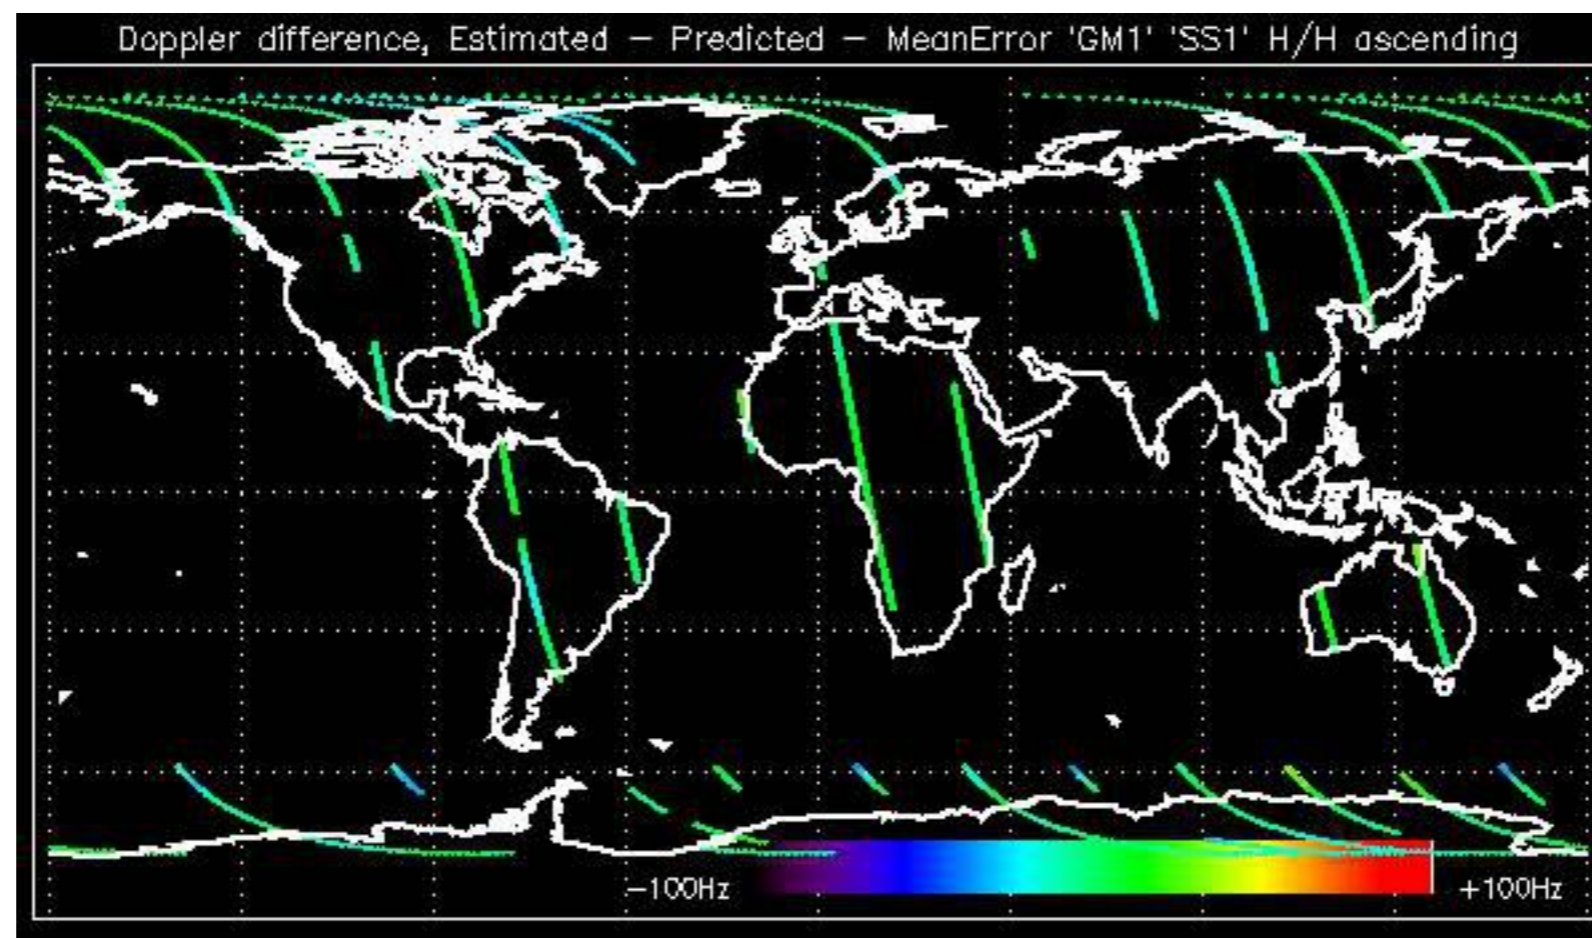 Doppler difference, Estimated – Predicted – MeanError 'GM1' 'SS1' H/H ascending
–100Hz
+100Hz